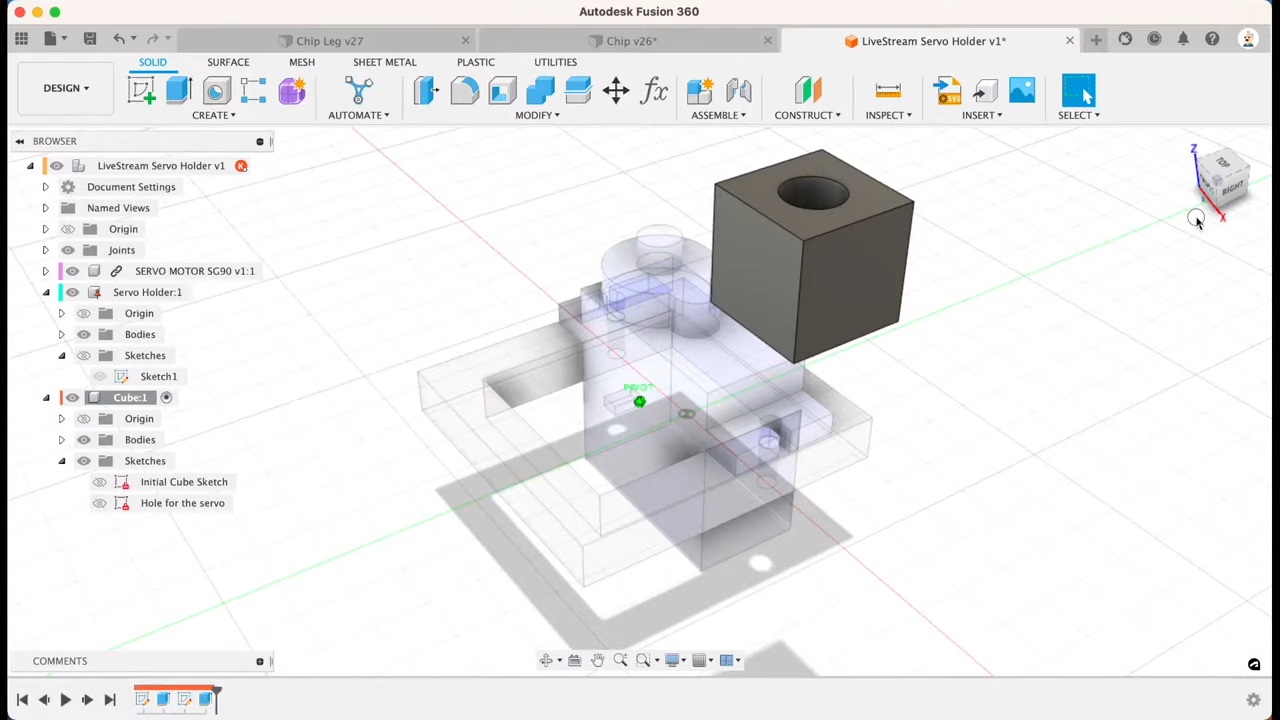 Autodesk Fusion 360
Chip Leg v27
Chip v26*
LiveStream Servo Holder v1*
SOLID
SURFACE
MESH
SHEET METAL
PLASTIC
UTILITIES
DESIGN
CREATE
AUTOMATE
MODIFY
ASSEMBLE
CONSTRUCT
INSPECT
INSERT
SELECT
BROWSER
LiveStream Servo Holder v1
Document Settings
Named Views
Origin
Joints
SERVO MOTOR SG90 v1:1
Servo Holder:1
Origin
Bodies
Sketches
Sketch1
Cube:1
Origin
Bodies
Sketches
Initial Cube Sketch
Hole for the servo
Z
TOP
RIGHT
X
PIVOT
COMMENTS